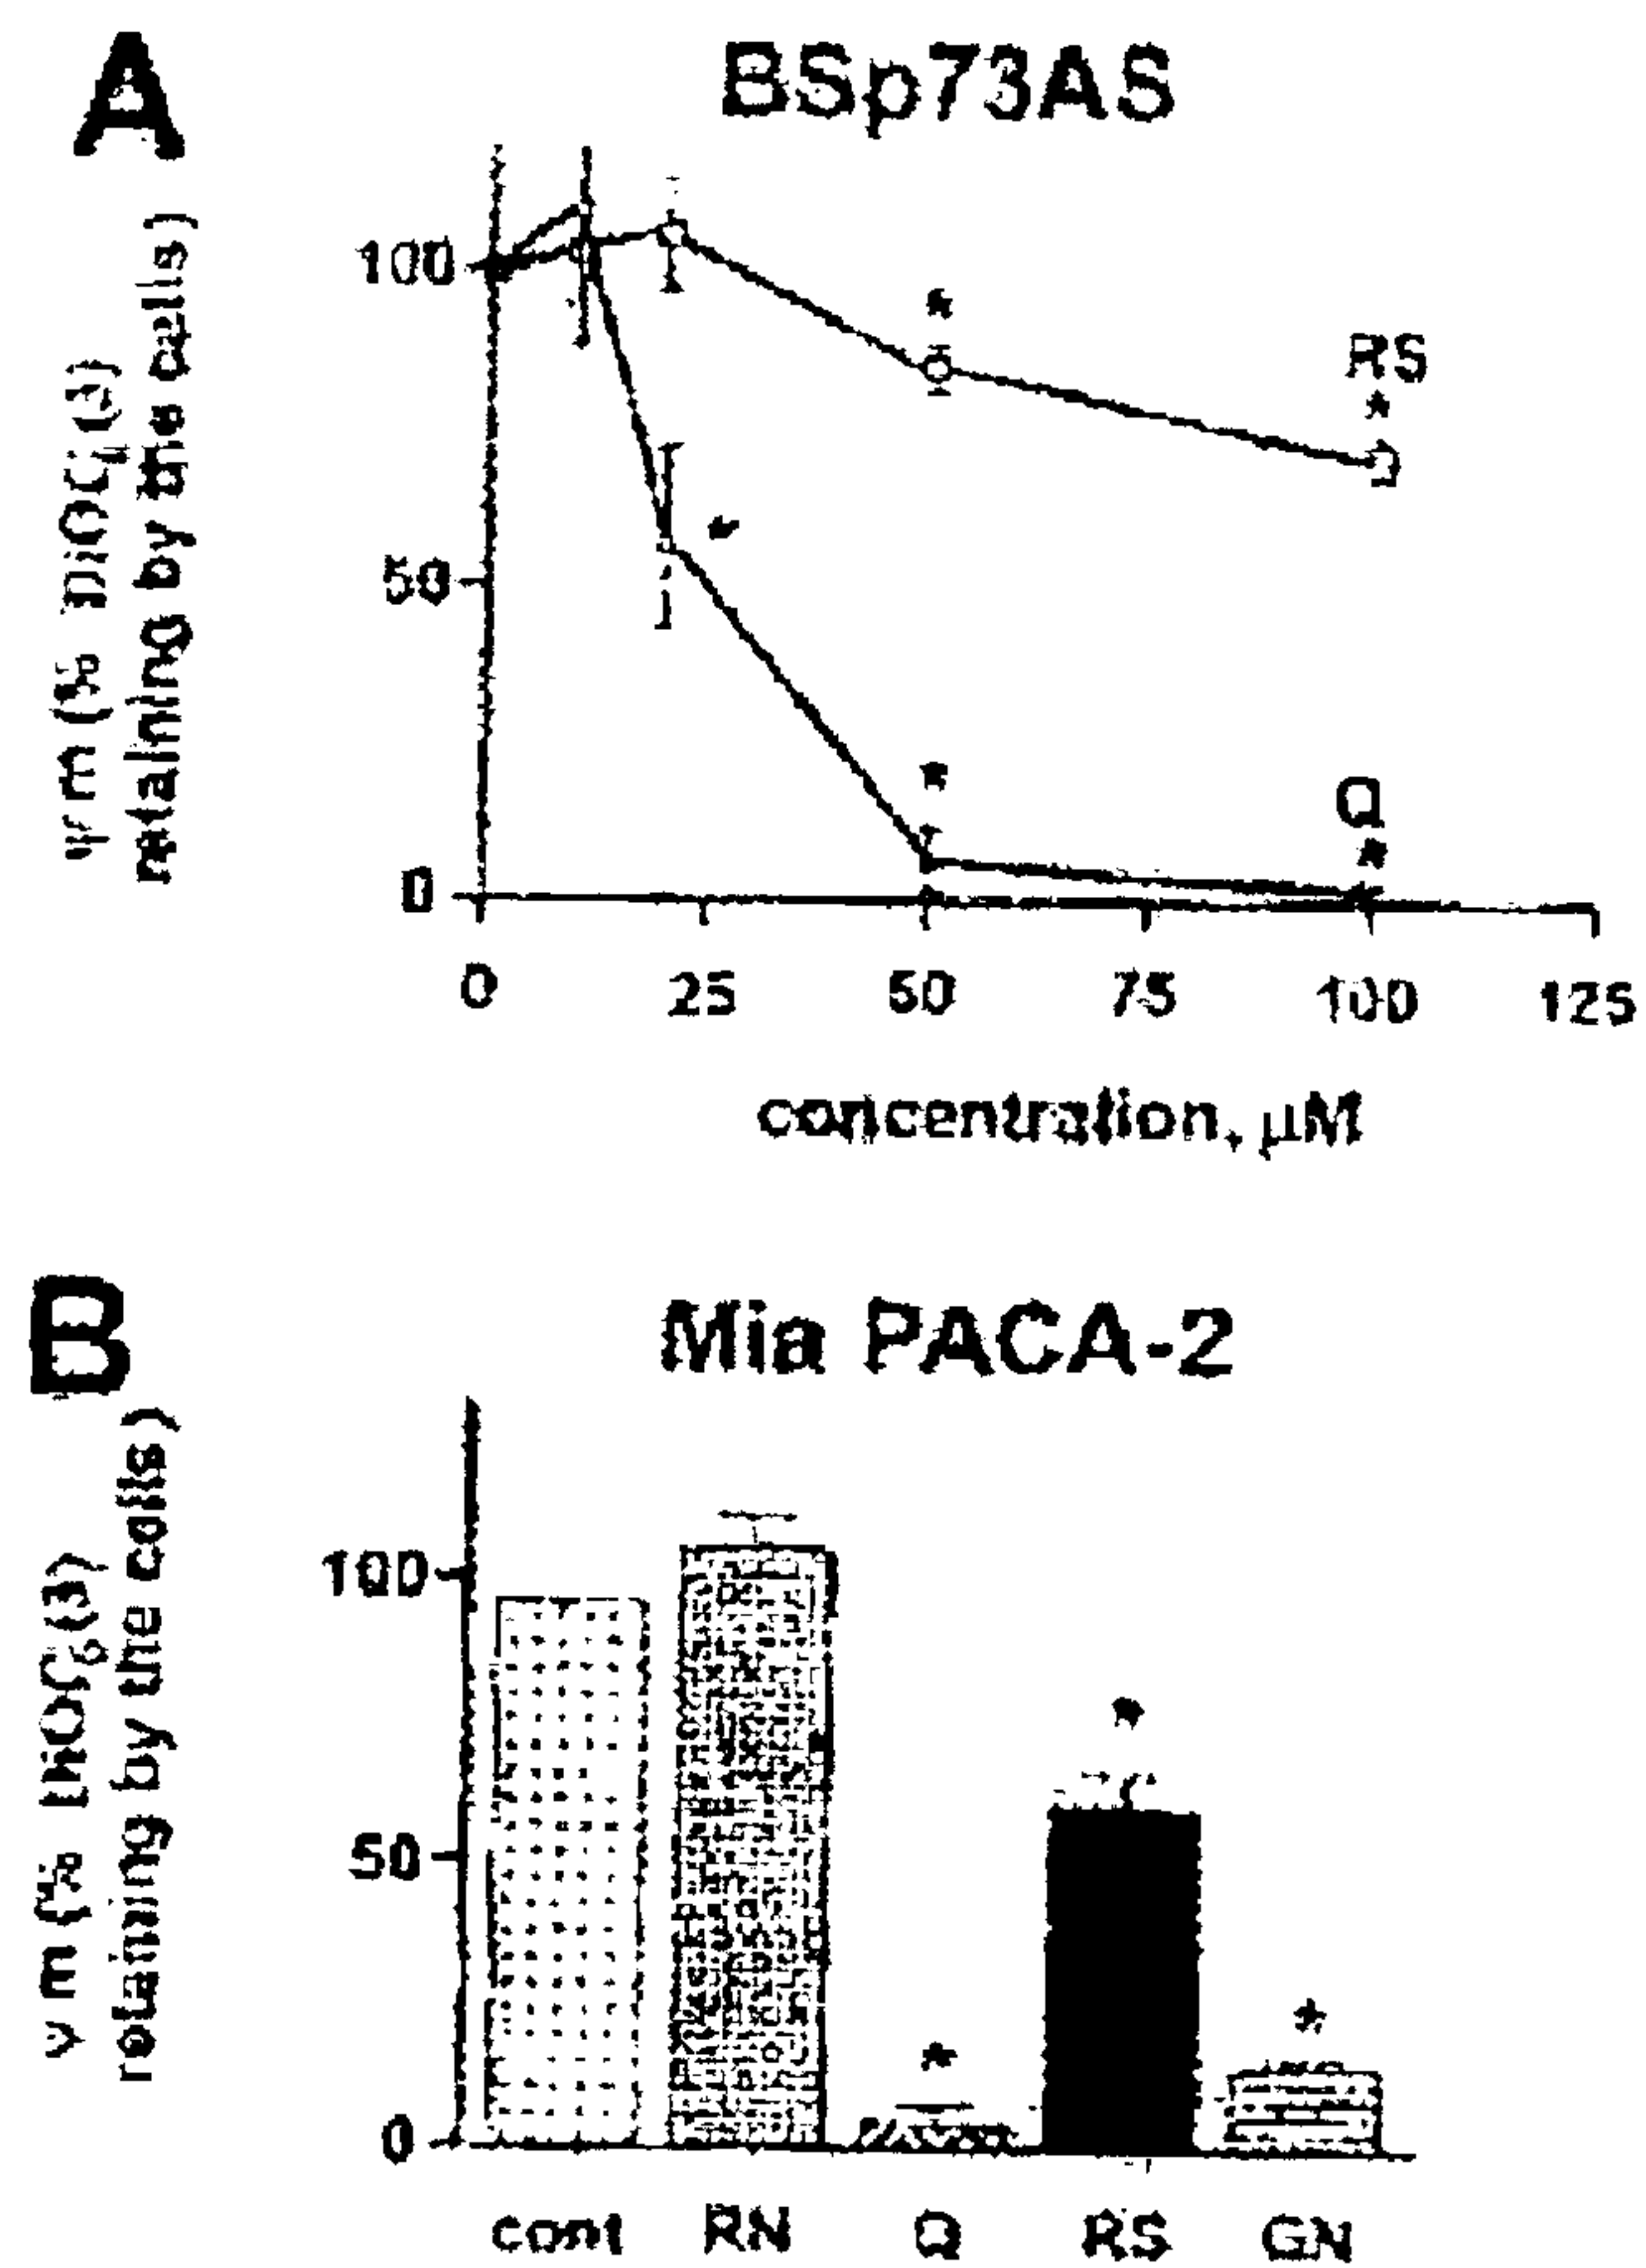 A
BSp73AS
retaining by the cells)
100
50
0
RS
*
*
*
*
Q
*
0 25 50 75 100 125
concentration, µM
B
Mia PACA-2
retaining by the cells)
100
50
0
*
*
*
cont RN Q RS GN